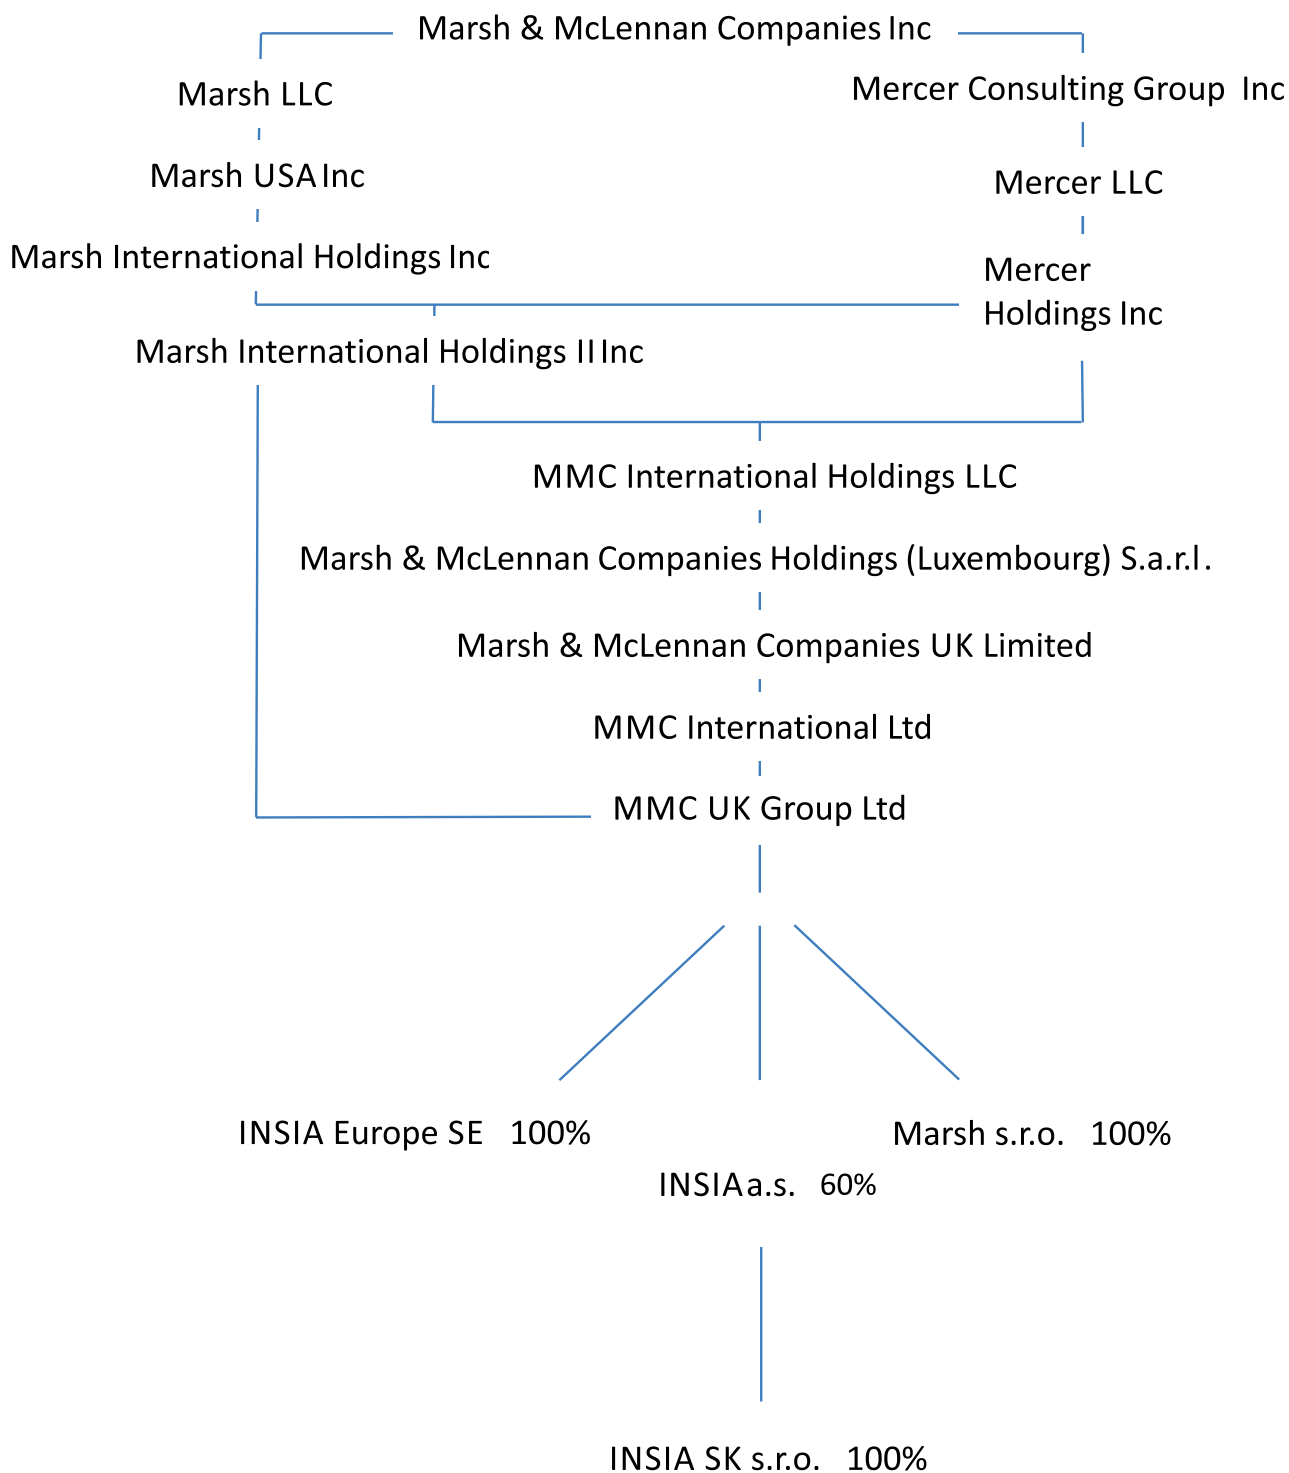 Marsh & McLennan Companies Inc
Marsh LLC
Mercer Consulting Group Inc
Marsh USA Inc
Mercer LLC
Marsh International Holdings Inc
Mercer
Holdings Inc
Marsh International Holdings II Inc
MMC International Holdings LLC
Marsh & McLennan Companies Holdings (Luxembourg) S.a.r.l.
Marsh & McLennan Companies UK Limited
MMC International Ltd
MMC UK Group Ltd
INSIA Europe SE 100%
Marsh s.r.o. 100%
INSIA a.s. 60%
INSIA SK s.r.o. 100%